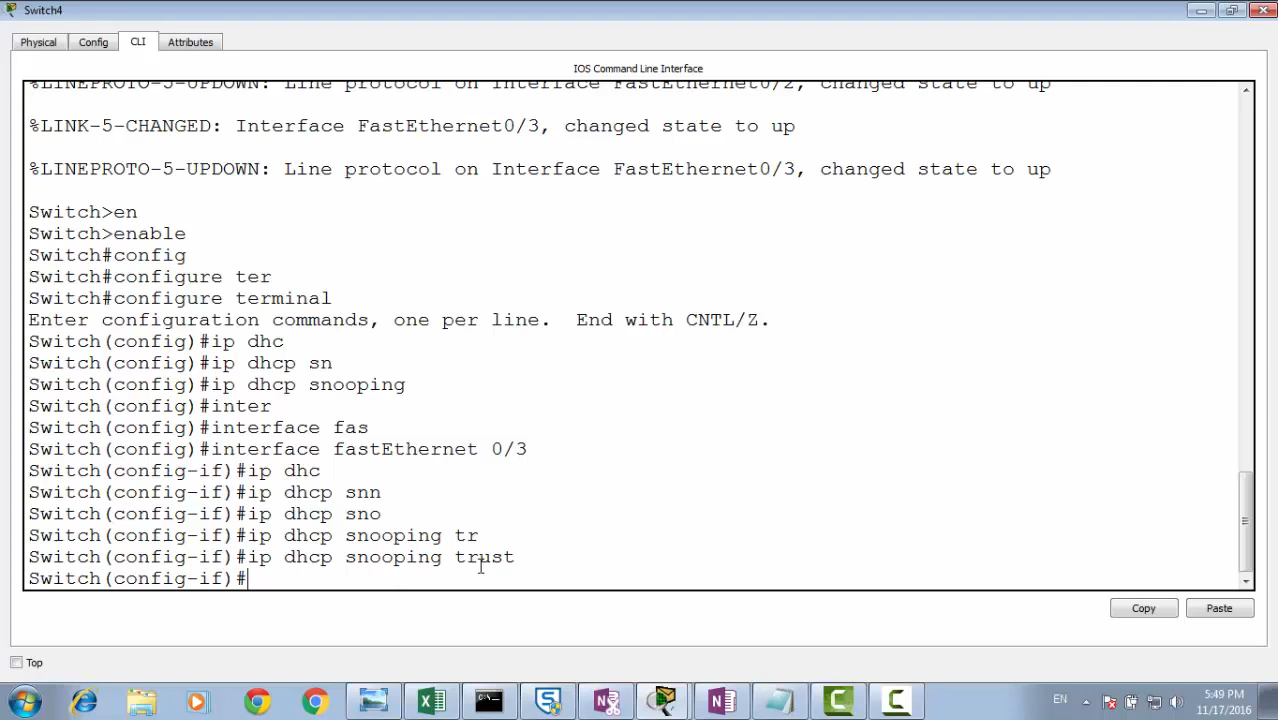 Switch4
Physical Config CLI Attributes
IOS Command Line Interface
%LINEPROTO-5-UPDOWN: Line protocol on Interface FastEthernet0/2, changed state to up
%LINK-5-CHANGED: Interface FastEthernet0/3, changed state to up
%LINEPROTO-5-UPDOWN: Line protocol on Interface FastEthernet0/3, changed state to up
Switch>en
Switch>enable
Switch#config
Switch#configure ter
Switch#configure terminal
Enter configuration commands, one per line.  End with CNTL/Z.
Switch(config)#ip dhc
Switch(config)#ip dhcp sn
Switch(config)#ip dhcp snooping
Switch(config)#inter
Switch(config)#interface fas
Switch(config)#interface fastEthernet 0/3
Switch(config-if)#ip dhc
Switch(config-if)#ip dhcp snn
Switch(config-if)#ip dhcp sno
Switch(config-if)#ip dhcp snooping tr
Switch(config-if)#ip dhcp snooping trust
Switch(config-if)#
Copy Paste
Top
EN 5:49 PM
11/17/2016